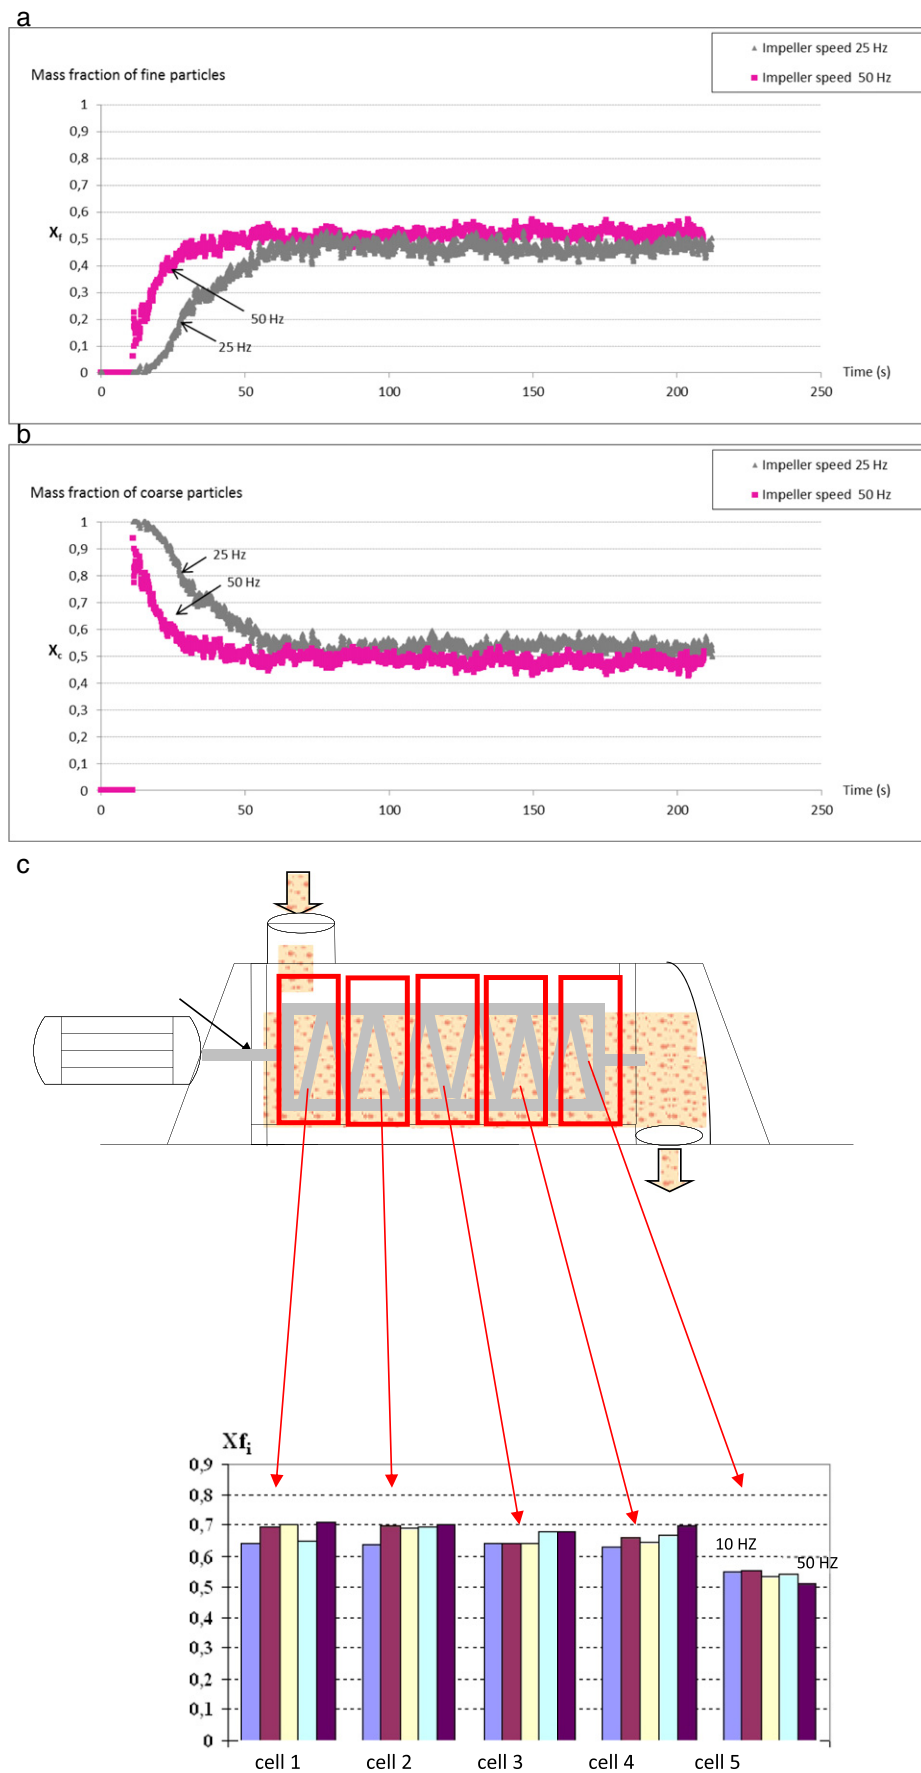 a
Impeller speed 25 Hz
Impeller speed 50 Hz
Mass fraction of fine particles
1
0,9
0,8
0,7
0,6
Xf
0,5
0,4
0,3
0,2
0,1
0
50 Hz
25 Hz
0
50
100
150
200
250
Time (s)
b
Impeller speed 25 Hz
Impeller speed 50 Hz
Mass fraction of coarse particles
1
0,9
0,8
0,7
0,6
Xc
0,5
0,4
0,3
0,2
0,1
0
25 Hz
50 Hz
0
50
100
150
200
250
Time (s)
c
Xfi
0,9
0,8
0,7
0,6
0,5
0,4
0,3
0,2
0,1
0
10 HZ
50 HZ
cell 1
cell 2
cell 3
cell 4
cell 5